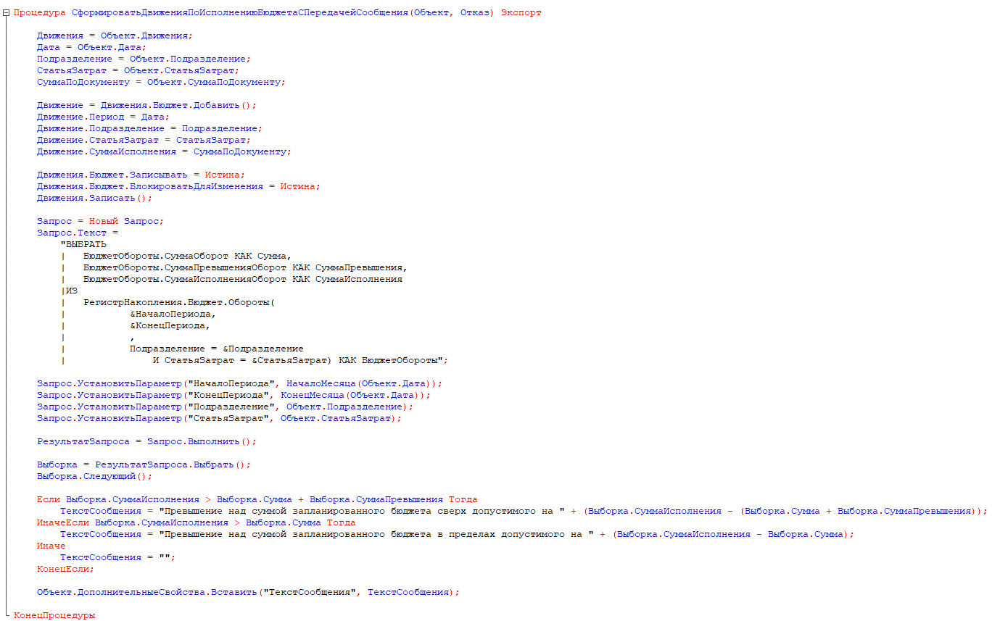 Процедура СформироватьДвиженияПоИсполнениюБюджетаСПередачейСообщения(Объект, Отказ) Экспорт
Движения = Объект.Движения;
Дата = Объект.Дата;
Подразделение = Объект.Подразделение;
СтатьяЗатрат = Объект.СтатьяЗатрат;
СуммаПоДокументу = Объект.СуммаПоДокументу;
Движение = Движения.Бюджет.Добавить();
Движение.Период = Дата;
Движение.Подразделение = Подразделение;
Движение.СтатьяЗатрат = СтатьяЗатрат;
Движение.СуммаИсполнения = СуммаПоДокументу;
Движения.Бюджет.Записывать = Истина;
Движения.Бюджет.БлокироватьДляИзменения = Истина;
Движения.Записать();
Запрос = Новый Запрос;
Запрос.Текст =
"ВЫБРАТЬ
| БюджетОбороты.СуммаОборот КАК Сумма,
| БюджетОбороты.СуммаПревышенияОборот КАК СуммаПревышения,
| БюджетОбороты.СуммаИсполненияОборот КАК СуммаИсполнения
|ИЗ
| РегистрНакопления.Бюджет.Обороты(
| &НачалоПериода,
| &КонецПериода,
| ,
| Подразделение = &Подразделение
| И СтатьяЗатрат = &СтатьяЗатрат) КАК БюджетОбороты";
Запрос.УстановитьПараметр("НачалоПериода", НачалоМесяца(Объект.Дата));
Запрос.УстановитьПараметр("КонецПериода", КонецМесяца(Объект.Дата));
Запрос.УстановитьПараметр("Подразделение", Объект.Подразделение);
Запрос.УстановитьПараметр("СтатьяЗатрат", Объект.СтатьяЗатрат);
РезультатЗапроса = Запрос.Выполнить();
Выборка = РезультатЗапроса.Выбрать();
Выборка.Следующий();
Если Выборка.СуммаИсполнения > Выборка.Сумма + Выборка.СуммаПревышения Тогда
ТекстСообщения = "Превышение над суммой запланированного бюджета сверх допустимого на " + (Выборка.СуммаИсполнения - (Выборка.Сумма + Выборка.СуммаПревышения));
ИначеЕсли Выборка.СуммаИсполнения > Выборка.Сумма Тогда
ТекстСообщения = "Превышение над суммой запланированного бюджета в пределах допустимого на " + (Выборка.СуммаИсполнения - Выборка.Сумма);
Иначе
ТекстСообщения = "";
КонецЕсли;
Объект.ДополнительныеСвойства.Вставить("ТекстСообщения", ТекстСообщения);
КонецПроцедуры